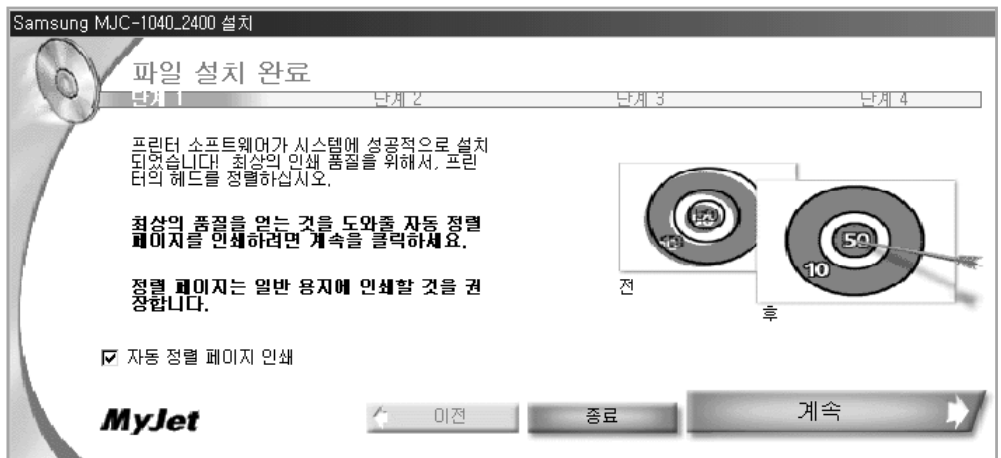 Samsung MJC-1040_2400 설치
파일 설치 완료
단계 1 단계 2 단계 3 단계 4
프린터 소프트웨어가 시스템에 성공적으로 설치
되었습니다! 최상의 인쇄 품질을 위해서, 프린
터의 헤드를 정렬하십시오.
최상의 품질을 얻는 것을 도와줄 자동 정렬
페이지를 인쇄하려면 계속을 클릭하세요.
정렬 페이지는 일반 용지에 인쇄할 것을 권
장합니다.
50
10
전
50
10
후
자동 정렬 페이지 인쇄
MyJet
이전 종료 계속